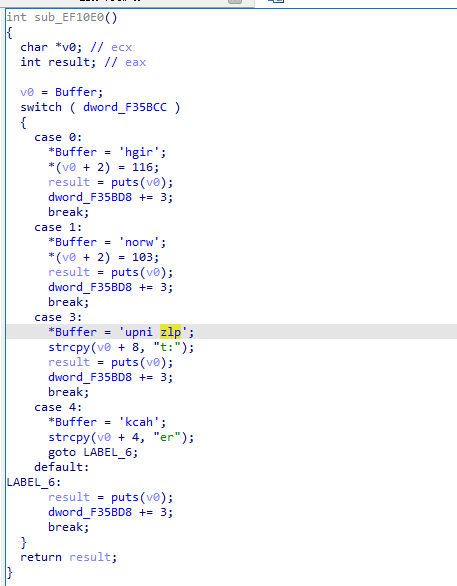 int sub_EF10E0()
{
  char *v0; // ecx
  int result; // eax

  v0 = Buffer;
  switch ( dword_F35BCC )
  {
    case 0:
      *Buffer = 'hgir';
      *(v0 + 2) = 116;
      result = puts(v0);
      dword_F35BD8 += 3;
      break;
    case 1:
      *Buffer = 'norw';
      *(v0 + 2) = 103;
      result = puts(v0);
      dword_F35BD8 += 3;
      break;
    case 3:
      *Buffer = 'upni zlp';
      strcpy(v0 + 8, "t:");
      result = puts(v0);
      dword_F35BD8 += 3;
      break;
    case 4:
      *Buffer = 'kcah';
      strcpy(v0 + 4, "er");
      goto LABEL_6;
    default:
LABEL_6:
      result = puts(v0);
      dword_F35BD8 += 3;
      break;
  }
  return result;
}